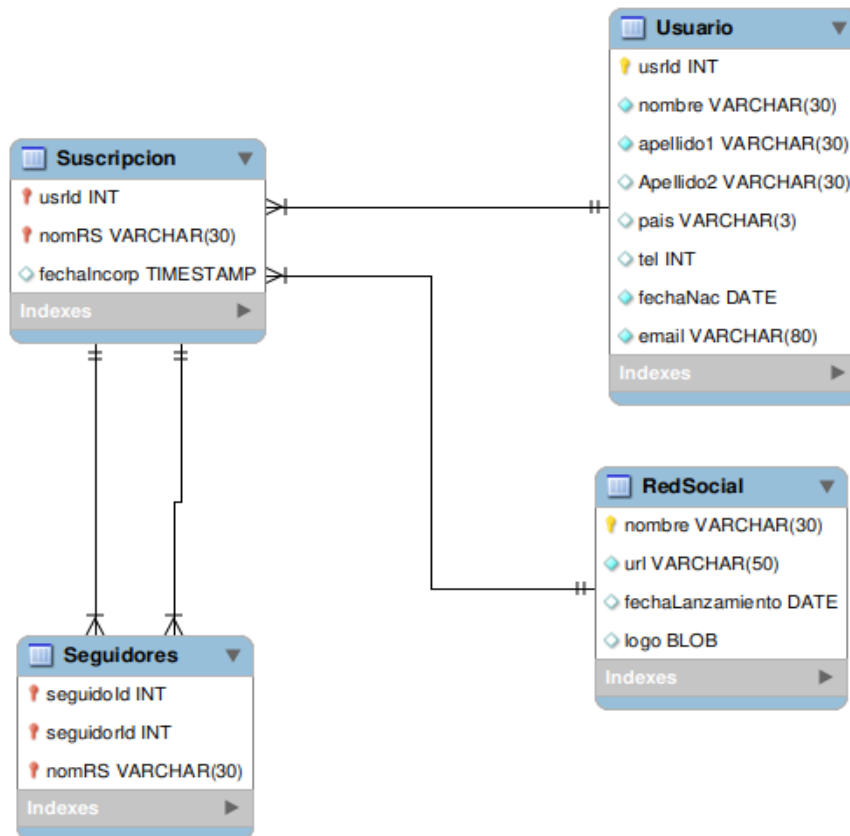 Usuario
usrId INT
nombre VARCHAR(30)
apellido1 VARCHAR(30)
Apellido2 VARCHAR(30)
pais VARCHAR(3)
tel INT
fechaNac DATE
email VARCHAR(80)
Indexes
Suscripcion
usrId INT
nomRS VARCHAR(30)
fechaIncorp TIMESTAMP
Indexes
RedSocial
nombre VARCHAR(30)
url VARCHAR(50)
fechaLanzamiento DATE
logo BLOB
Indexes
Seguidores
seguidoId INT
seguidorId INT
nomRS VARCHAR(30)
Indexes